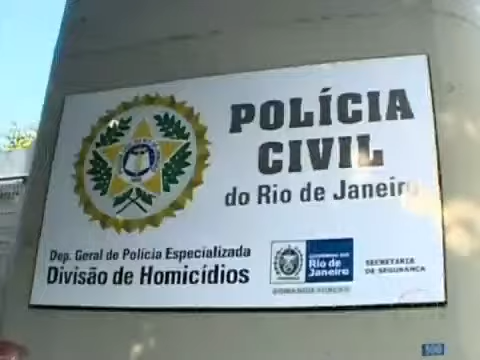 POLÍCIA
CIVIL
do Rio de Janeiro
Dep. Geral de Polícia Especializada
Divisão de Homicídios
Rio de
Janeiro
SECRETARIA
DE SEGURANÇA